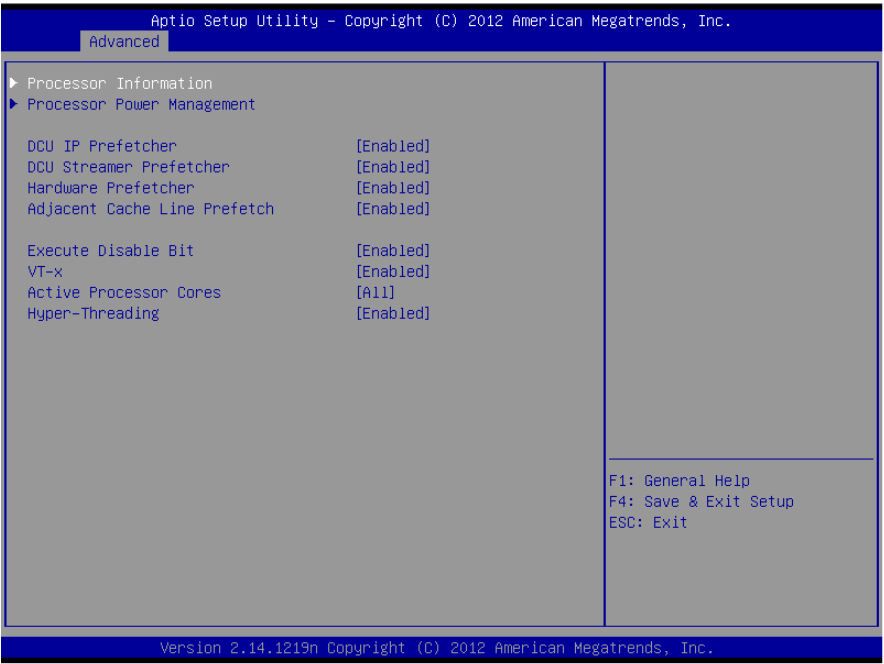 Aptio Setup Utility – Copyright (C) 2012 American Megatrends, Inc.
Advanced
Processor Information
Processor Power Management
DCU IP Prefetcher [Enabled]
DCU Streamer Prefetcher [Enabled]
Hardware Prefetcher [Enabled]
Adjacent Cache Line Prefetch [Enabled]
Execute Disable Bit [Enabled]
VT-x [Enabled]
Active Processor Cores [All]
Hyper-Threading [Enabled]
F1: General Help
F4: Save & Exit Setup
ESC: Exit
Version 2.14.1219n Copyright (C) 2012 American Megatrends, Inc.